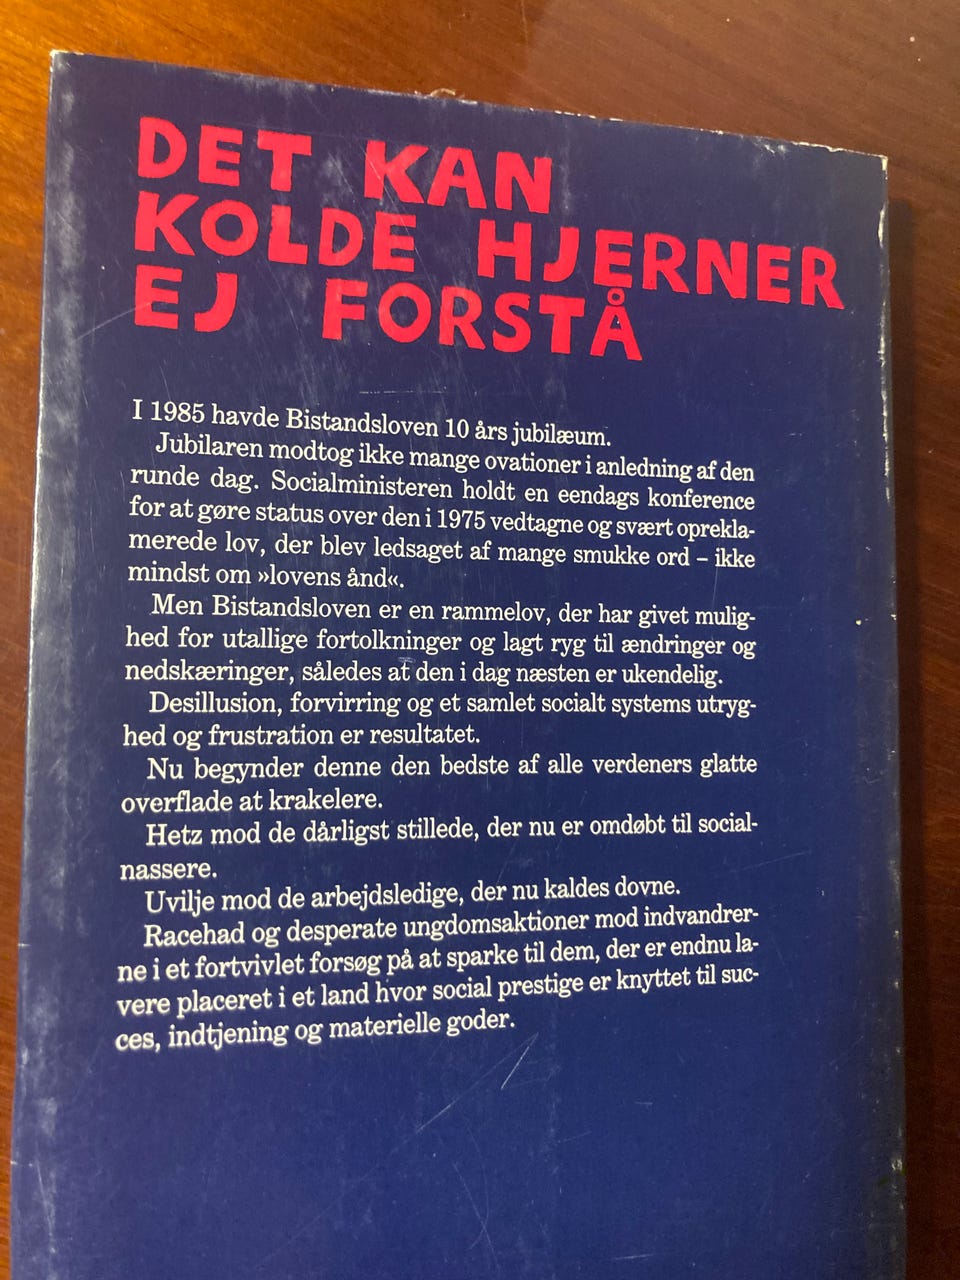 DET KAN
KOLDE HJERNER
EJ FORSTÅ
I 1985 havde Bistandsloven 10 års jubilæum.
Jubilaren modtog ikke mange ovationer i anledning af den
runde dag. Socialministeren holdt en eendags konference
for at gøre status over den i 1975 vedtagne og svært oprekla-
merede lov, der blev ledsaget af mange smukke ord – ikke
mindst om »lovens ånd«.
Men Bistandsloven er en rammelov, der har givet mulig-
hed for utallige fortolkninger og lagt ryg til ændringer og
nedskæringer, således at den i dag næsten er ukendelig.
Desillusion, forvirring og et samlet socialt systems utryg-
hed og frustration er resultatet.
Nu begynder denne den bedste af alle verdeners glatte
overflade at krakelere.
Hetz mod de dårligst stillede, der nu er omdøbt til social-
nassere.
Uvilje mod de arbejdsledige, der nu kaldes dovne.
Racehad og desperate ungdomsaktioner mod indvandrer-
ne i et fortvivlet forsøg på at sparke til dem, der er endnu la-
vere placeret i et land hvor social prestige er knyttet til suc-
ces, indtjening og materielle goder.